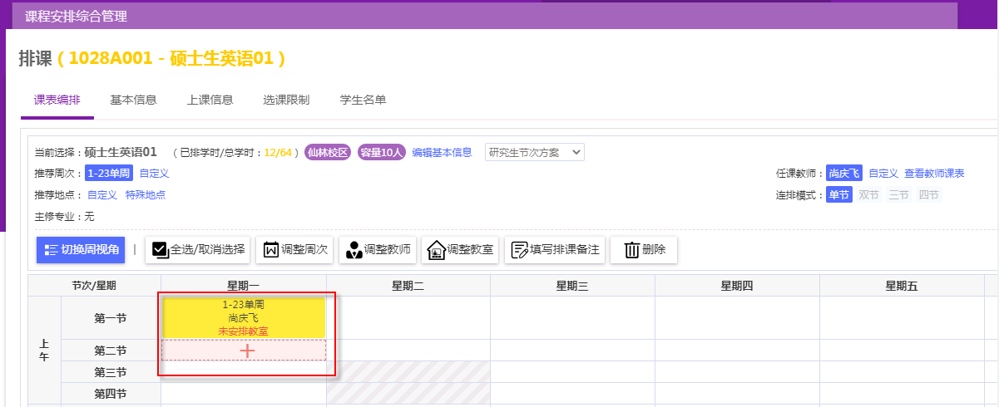 课程安排综合管理
排课（1028A001 - 硕士生英语01）
课表编排 基本信息 上课信息 选课限制 学生名单
当前选择：硕士生英语01 （已排学时/总学时：12/64） 仙林校区 容量10人 编辑基本信息 研究生节次方案
推荐周次：1-23单周 自定义 任课教师：尚庆飞 自定义 查看教师课表
推荐地点：自定义 特殊地点 连排模式：单节 双节 三节 四节
主修专业：无
切换周视角 | 全选/取消选择 调整周次 调整教师 调整教室 填写排课备注 删除
节次/星期 星期一 星期二 星期三 星期四 星期五
上午
第一节
1-23单周
尚庆飞
未安排教室
第二节
第三节
第四节